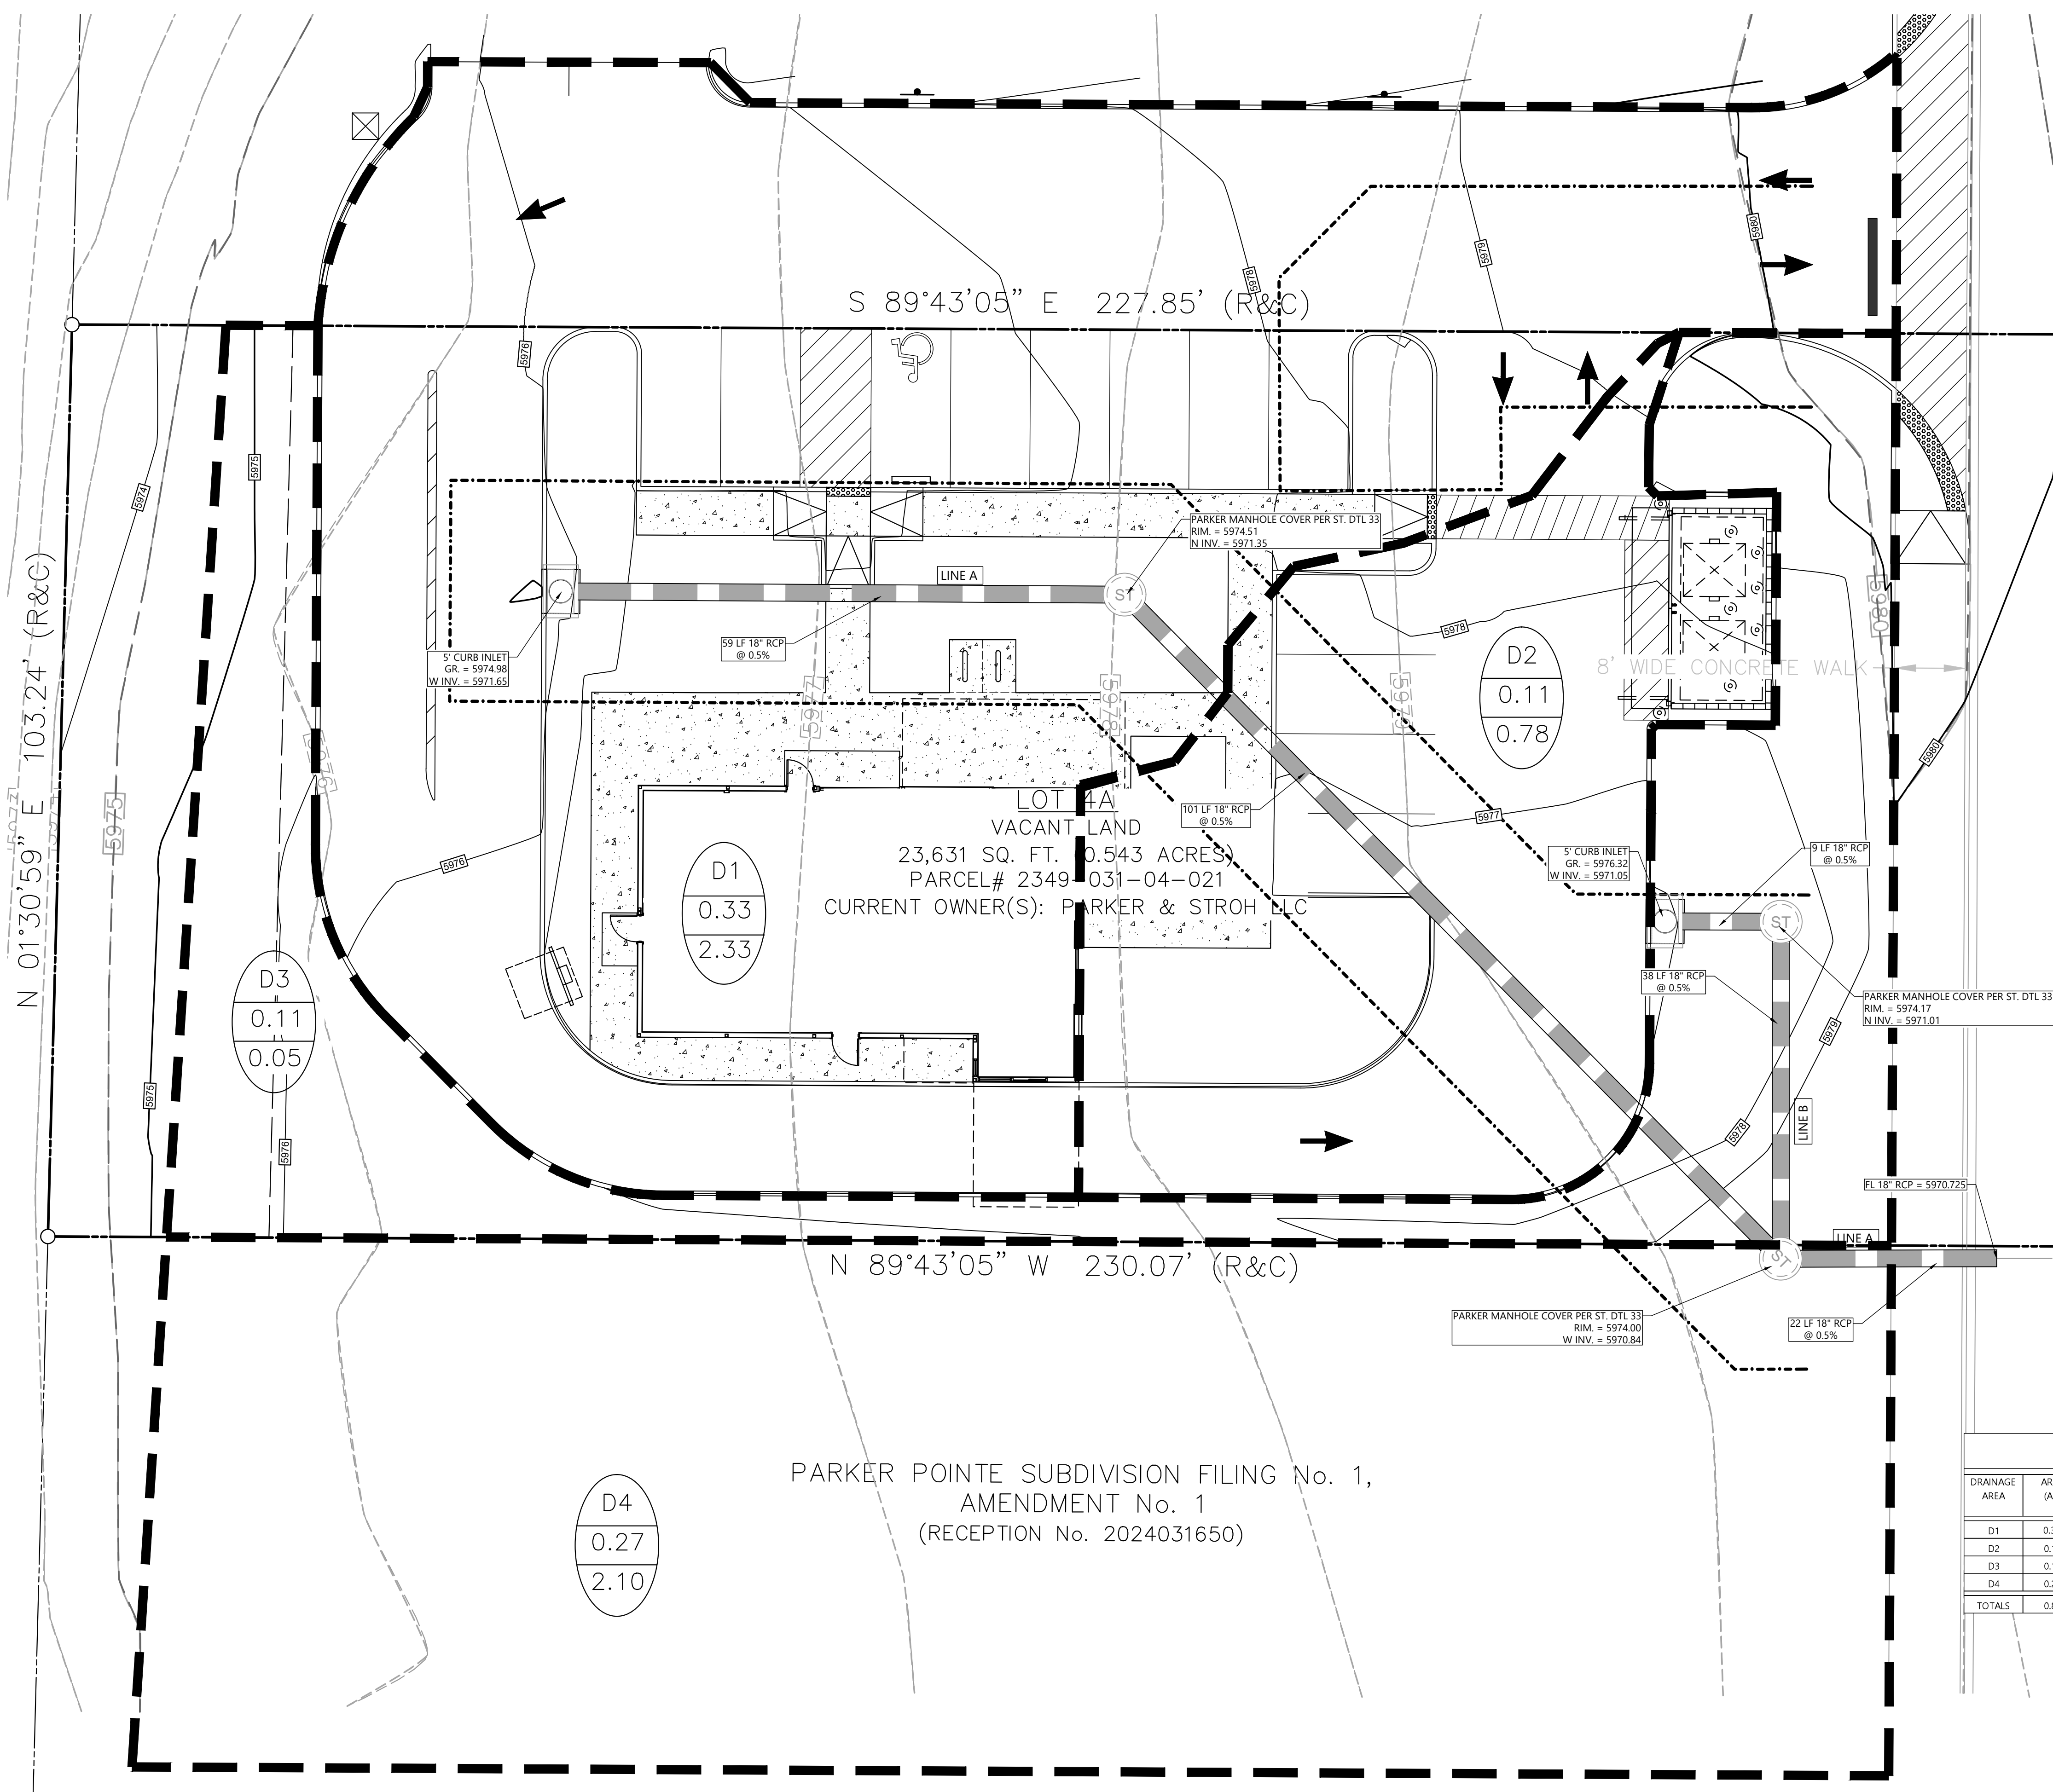 S 89°43'05" E 227.85' (R&C)
5980
5979
5978
5976
5975
5974
N 01°30'59" E 103.24' (R&C)
PARKER MANHOLE COVER PER ST. DTL 33
RIM. = 5974.51
N INV. = 5971.35
LINE A
ST
59 LF 18" RCP
@ 0.5%
5' CURB INLET
GR. = 5974.98
W INV. = 5971.65
5978
D2
0.11
0.78
8' WIDE CONCRETE WALK
5980
5977
5978
5979
5976
5975
5980
LOT 4A
VACANT LAND
23,631 SQ. FT. (0.543 ACRES)
PARCEL# 2349-031-04-021
CURRENT OWNER(S): PARKER & STROH LLC
101 LF 18" RCP
@ 0.5%
5977
5' CURB INLET
GR. = 5976.32
W INV. = 5971.05
9 LF 18" RCP
@ 0.5%
5976
D1
0.33
2.33
ST
38 LF 18" RCP
@ 0.5%
PARKER MANHOLE COVER PER ST. DTL 33
RIM. = 5974.17
N INV. = 5971.01
D3
0.11
0.05
5979
5975
5976
5978
LINE B
FL 18" RCP = 5970.725
LINE A
N 89°43'05" W 230.07' (R&C)
ST
PARKER MANHOLE COVER PER ST. DTL 33
RIM. = 5974.00
W INV. = 5970.84
22 LF 18" RCP
@ 0.5%
PARKER POINTE SUBDIVISION FILING No. 1,
AMENDMENT No. 1
(RECEPTION No. 2024031650)
D4
0.27
2.10
DRAINAGE
AREA
D1
D2
D3
D4
TOTALS